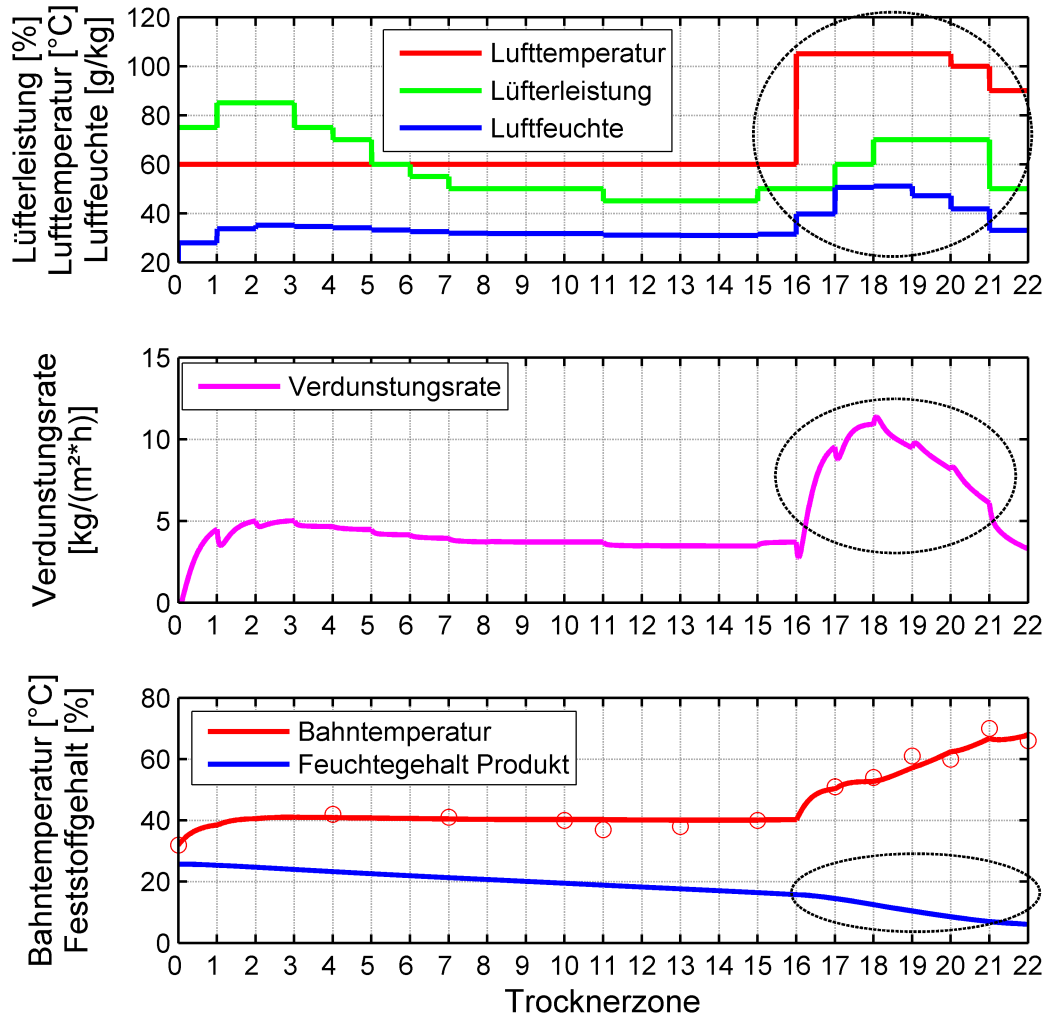 Lüfterleistung [%]
Lufttemperatur [°C]
Luftfeuchte [g/kg]
120
100
80
60
40
20
Lufttemperatur
Lüfterleistung
Luftfeuchte
0 1 2 3 4 5 6 7 8 9 10 11 12 13 14 15 16 17 18 19 20 21 22
Verdunstungsrate
[kg/(m²*h)]
15
10
5
0
Verdunstungsrate
0 1 2 3 4 5 6 7 8 9 10 11 12 13 14 15 16 17 18 19 20 21 22
Bahntemperatur [°C]
Feststoffgehalt [%]
80
60
40
20
0
Bahntemperatur
Feuchtegehalt Produkt
0 1 2 3 4 5 6 7 8 9 10 11 12 13 14 15 16 17 18 19 20 21 22
Trocknerzone